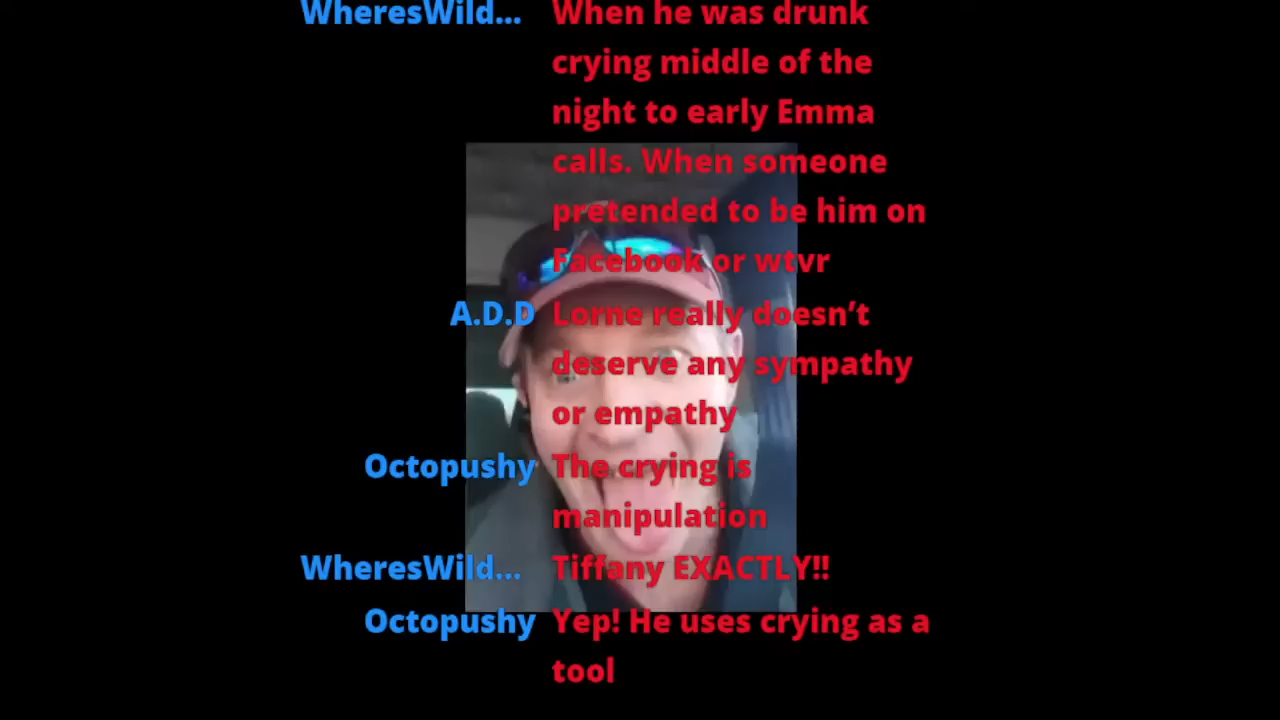 WheresWild... When he was drunk
crying middle of the
night to early Emma
calls. When someone
pretended to be him on
Facebook or wtvr
A.D.D Lorne really doesn’t
deserve any sympathy
or empathy
Octopushy The crying is
manipulation
WheresWild... Tiffany EXACTLY!!
Octopushy Yep! He uses crying as a
tool